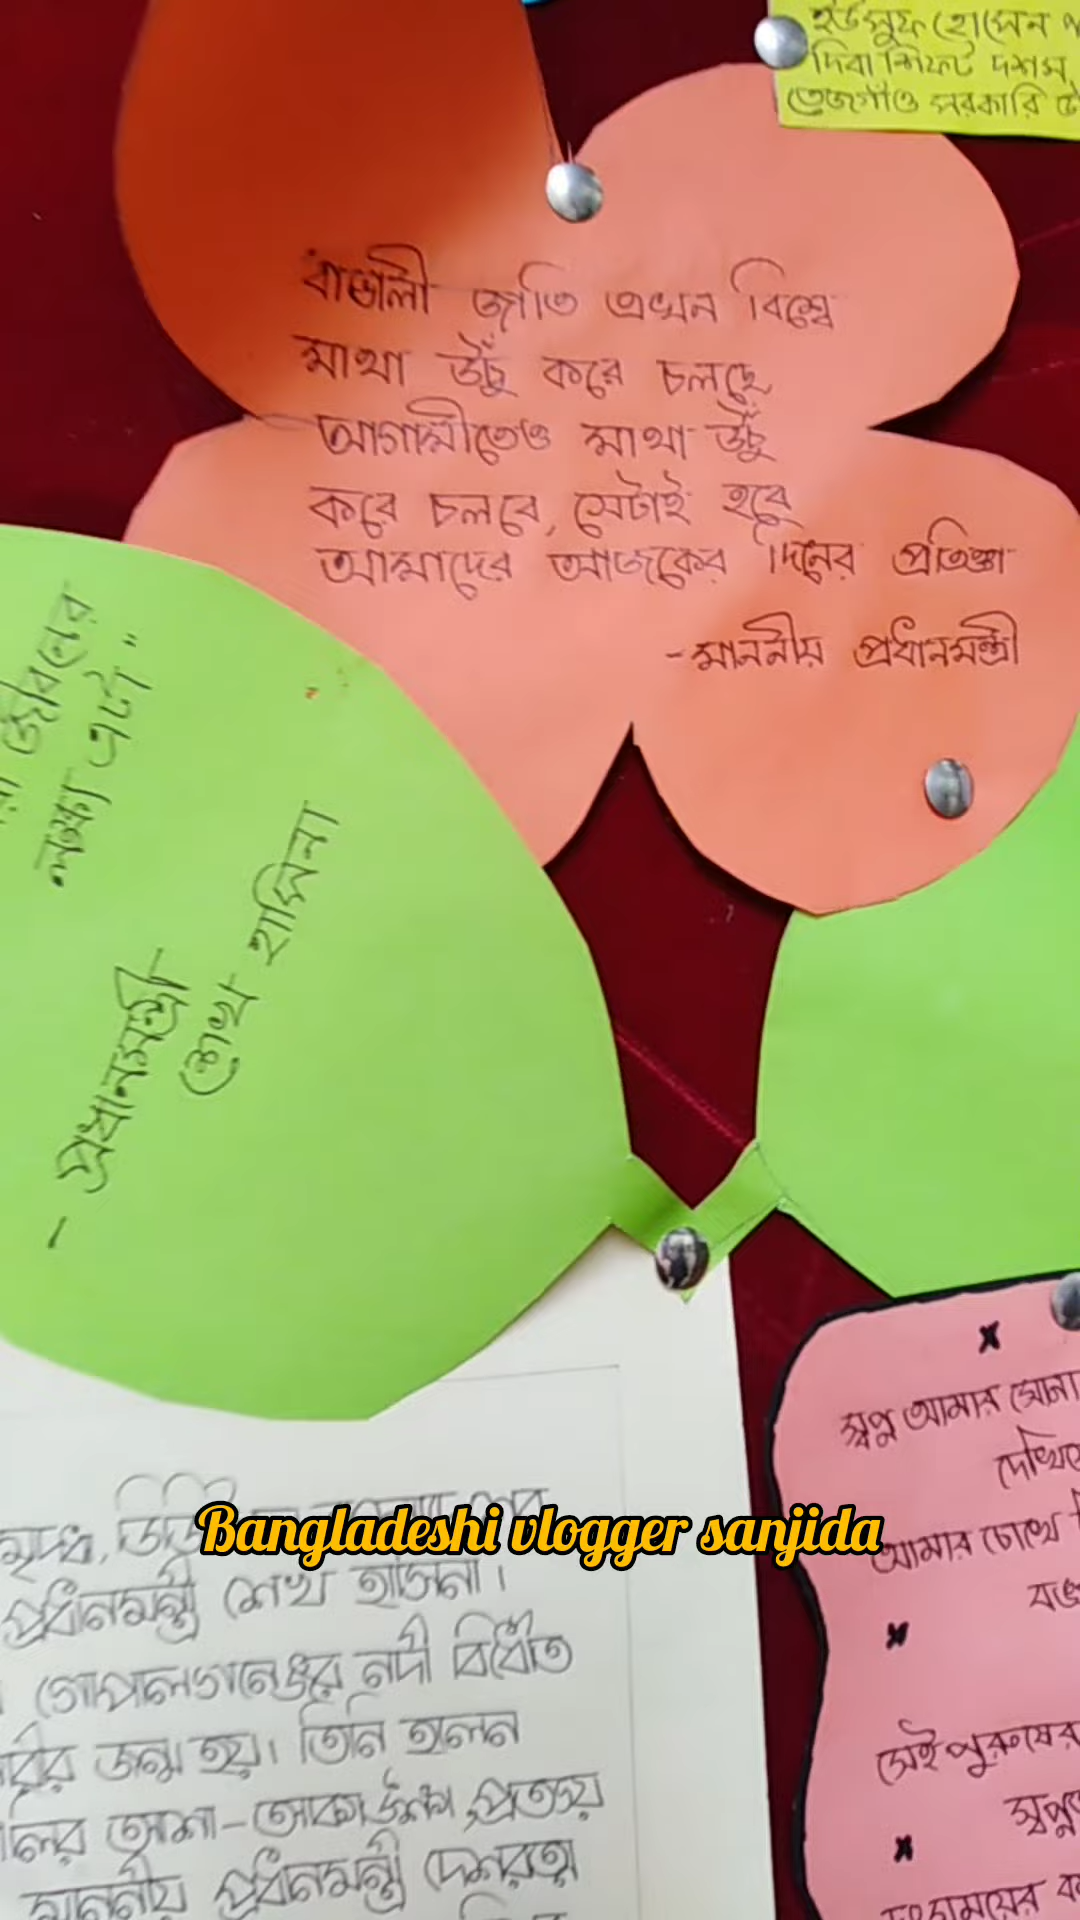 ইউসুফ হোসেন
দিবা শিফট দশম
তেজগাঁও সরকারি
বাঙালী জাতি এখন বিশ্বে
মাথা উঁচু করে চলছে
আগামীতেও মাথা উঁচু
করে চলবে, সেটাই হবে
আমাদের আজকের দিনের প্রতিজ্ঞা
-মাননীয় প্রধানমন্ত্রী
জীবনের
লক্ষ্য এটা"
- প্রধানমন্ত্রী
শেখ হাসিনা
Bangladeshi vlogger sanjida
প্রধানমন্ত্রী শেখ হাসিনা।
গোপালগঞ্জের নদী বিধৌত
জন্ম হয়। তিনি হলেন
আশা-আকাঙ্ক্ষা, প্রত্যয়
মাননীয় প্রধানমন্ত্রী দেশরত্ন
x
স্বপ্ন আমার সোনা
আমার চোখে
x
সেই পুরুষের
x